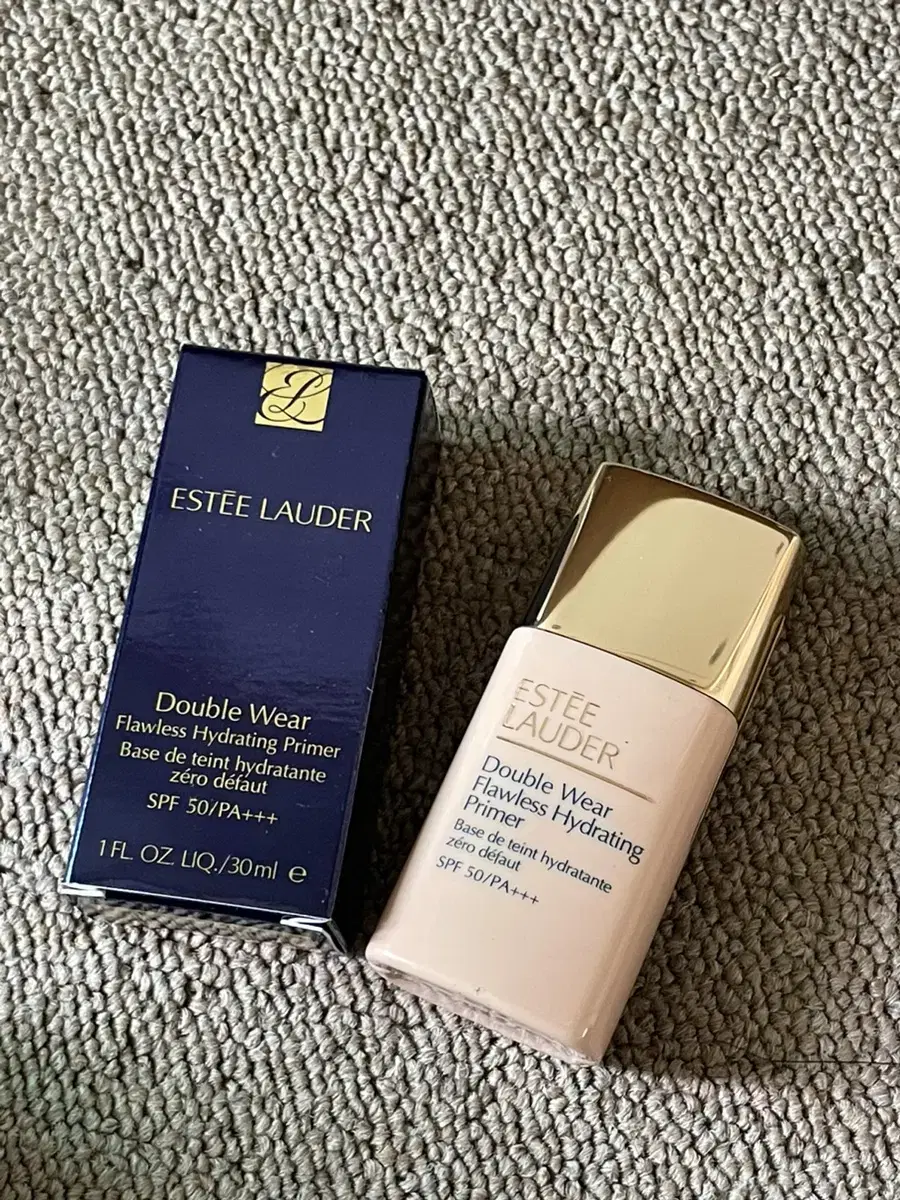 EL
ESTĒE LAUDER
Double Wear
Flawless Hydrating Primer
Base de teint hydratante
zéro défaut
SPF 50/PA+++
1 FL. OZ. LIQ./30ml e
ESTĒE
LAUDER
Double Wear
Flawless Hydrating
Primer
Base de teint hydratante
zéro défaut
SPF 50/PA+++